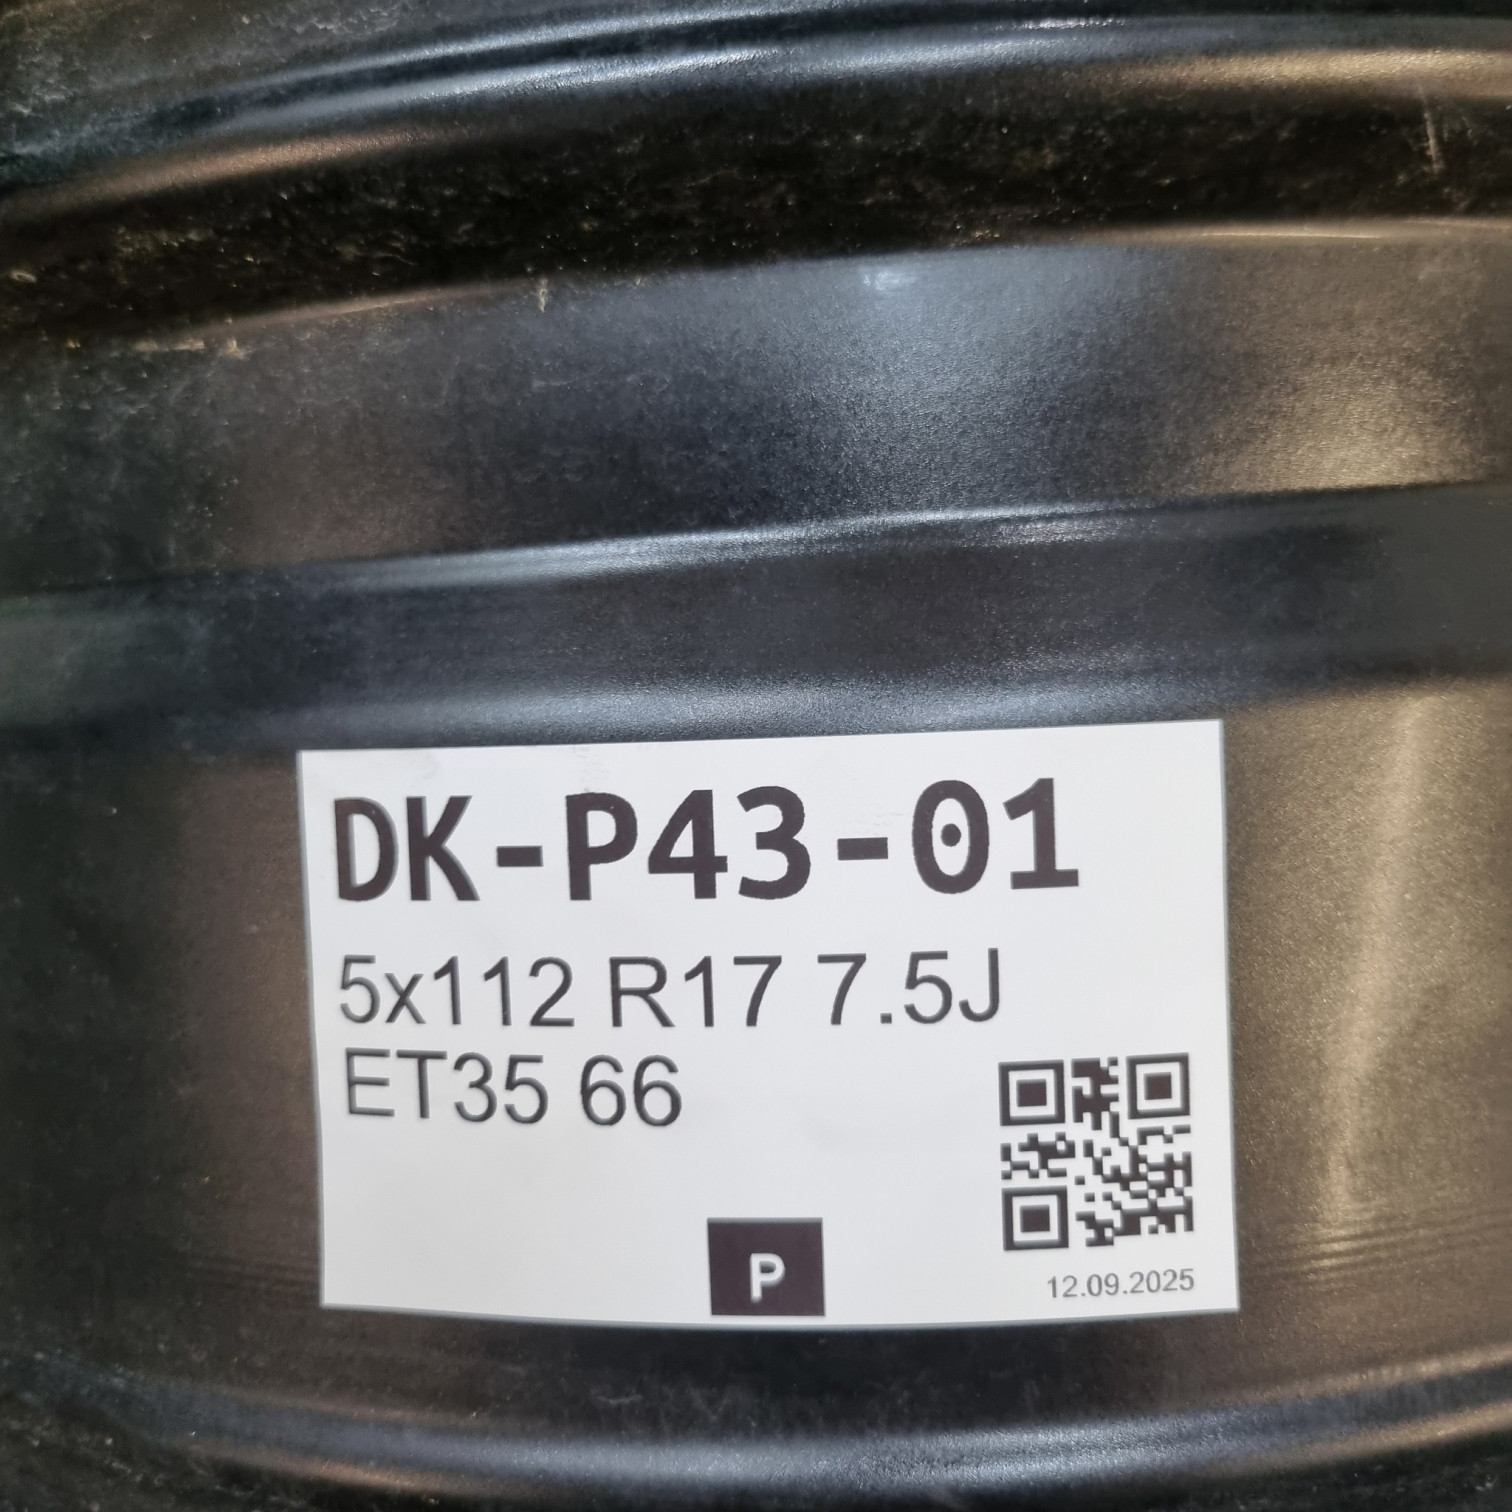 DK-P43-01
5x112 R17 7.5J
ET35 66
P
12.09.2025